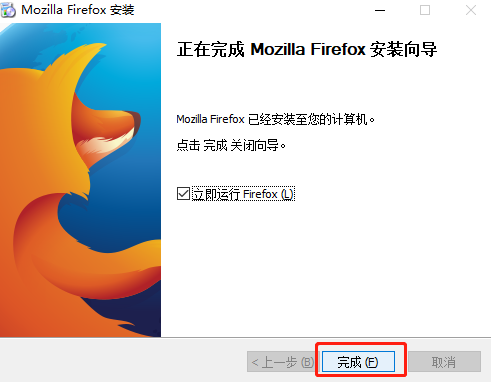 Mozilla Firefox 安装
正在完成 Mozilla Firefox 安装向导
Mozilla Firefox 已经安装至您的计算机。
点击 完成 关闭向导。
立即运行 Firefox (L)
< 上一步 (B)
完成 (F)
取消